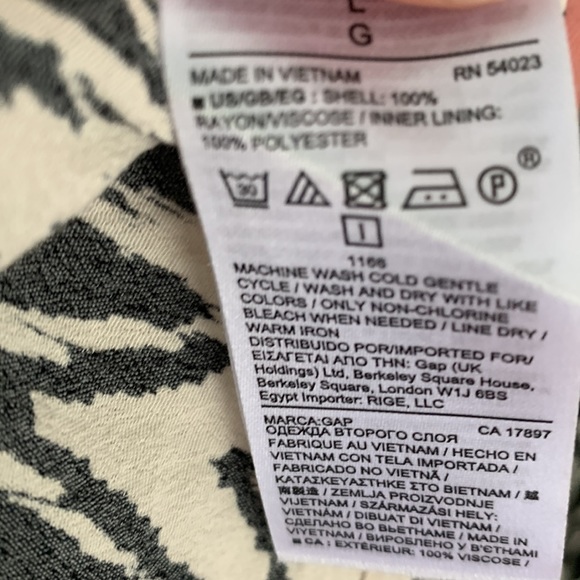 L
G
MADE IN VIETNAM RN 54023
■ US/GB/EG : SHELL: 100%
RAYON/VISCOSE / INNER LINING:
100% POLYESTER
30 P ®
I
1166
MACHINE WASH COLD GENTLE
CYCLE / WASH AND DRY WITH LIKE
COLORS / ONLY NON-CHLORINE
BLEACH WHEN NEEDED / LINE DRY /
WARM IRON
DISTRIBUIDO POR/IMPORTED FOR/
ΕΙΣΑΓΕΤΑΙ ΑΠΟ ΤΗΝ: Gap (UK
Holdings) Ltd, Berkeley Square House,
Berkeley Square, London W1J 6BS
Egypt Importer: RIGE, LLC
MARCA:GAP CA 17897
ОДЕЖДА ВТОРОГО СЛОЯ
FABRIQUE AU VIETNAM / HECHO EN
VIETNAM CON TELA IMPORTADA /
FABRICADO NO VIETNÃ /
ΚΑΤΑΣΚΕΥΑΣΤΗΚΕ ΣΤΟ ΒΙΕΤΝΑΜ / 越
南製造 / ZEMLJA PROIZVODNJE
VIJETNAM / SZÁRMAZÁSI HELY:
VIETNÁM / DIBUAT DI VIETNAM /
СДЕЛАНО ВО ВЬЕТНАМЕ / MADE IN
VIYETNAM / ВИРОБЛЕНО У В'ЄТНАМІ
■ CA : EXTÉRIEUR: 100% VISCOSE /